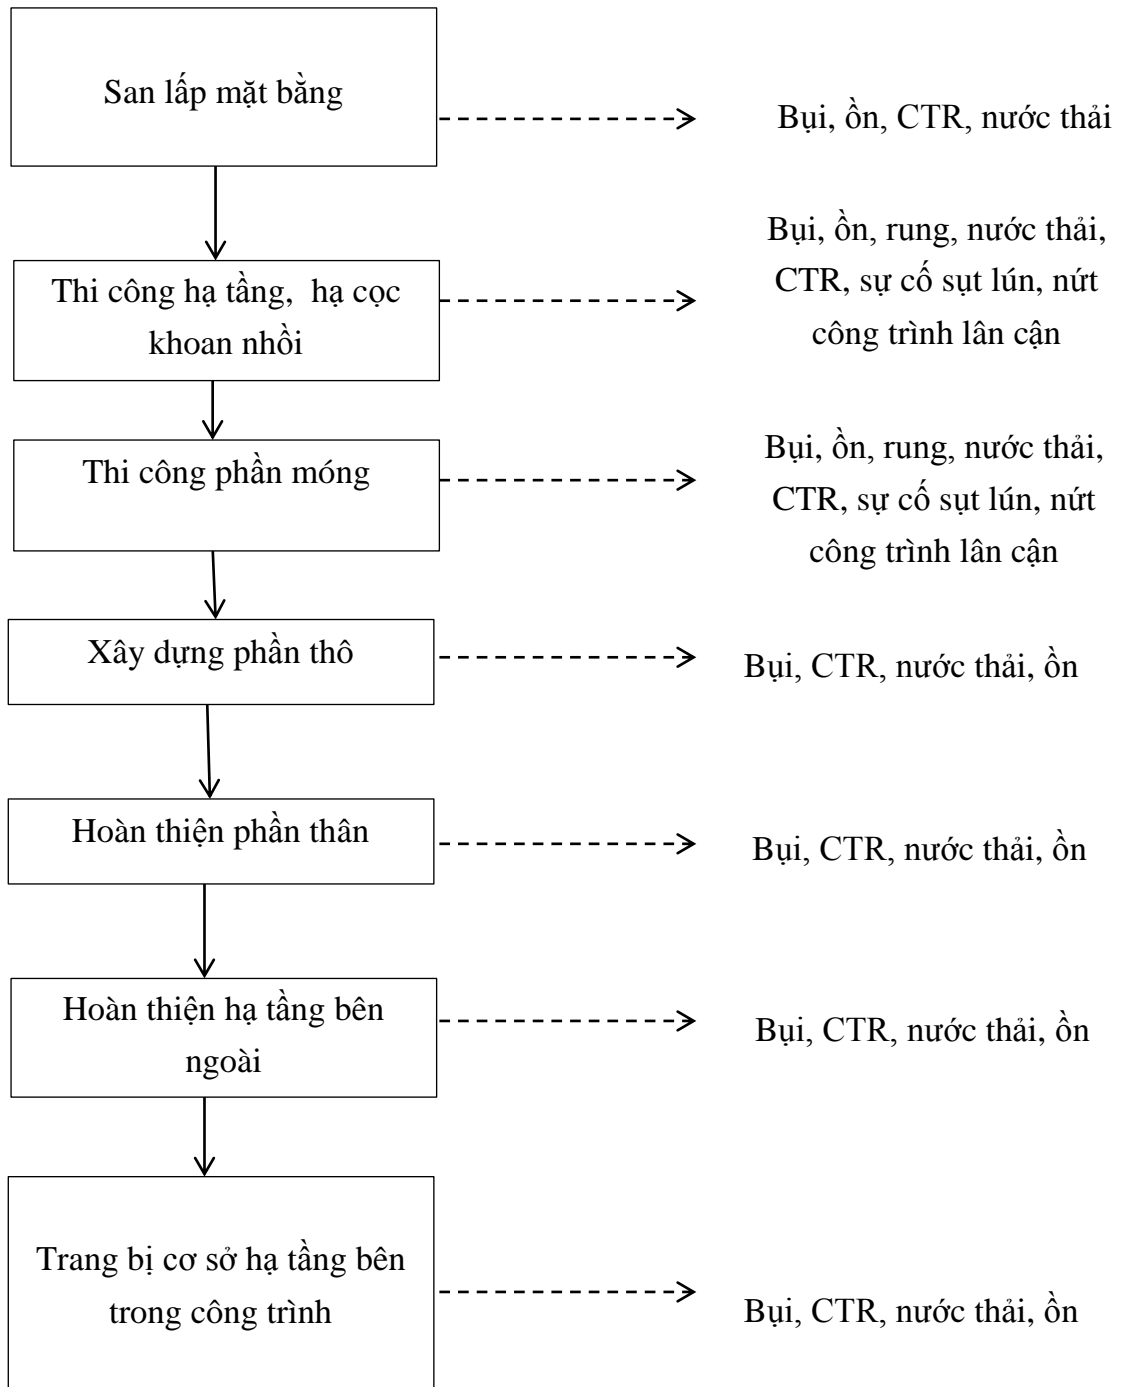 San lấp mặt bằng
Bụi, ồn, CTR, nước thải
Thi công hạ tầng, hạ cọc
khoan nhồi
Bụi, ồn, rung, nước thải,
CTR, sự cố sụt lún, nứt
công trình lân cận
Thi công phần móng
Bụi, ồn, rung, nước thải,
CTR, sự cố sụt lún, nứt
công trình lân cận
Xây dựng phần thô
Bụi, CTR, nước thải, ồn
Hoàn thiện phần thân
Bụi, CTR, nước thải, ồn
Hoàn thiện hạ tầng bên
ngoài
Bụi, CTR, nước thải, ồn
Trang bị cơ sở hạ tầng bên
trong công trình
Bụi, CTR, nước thải, ồn